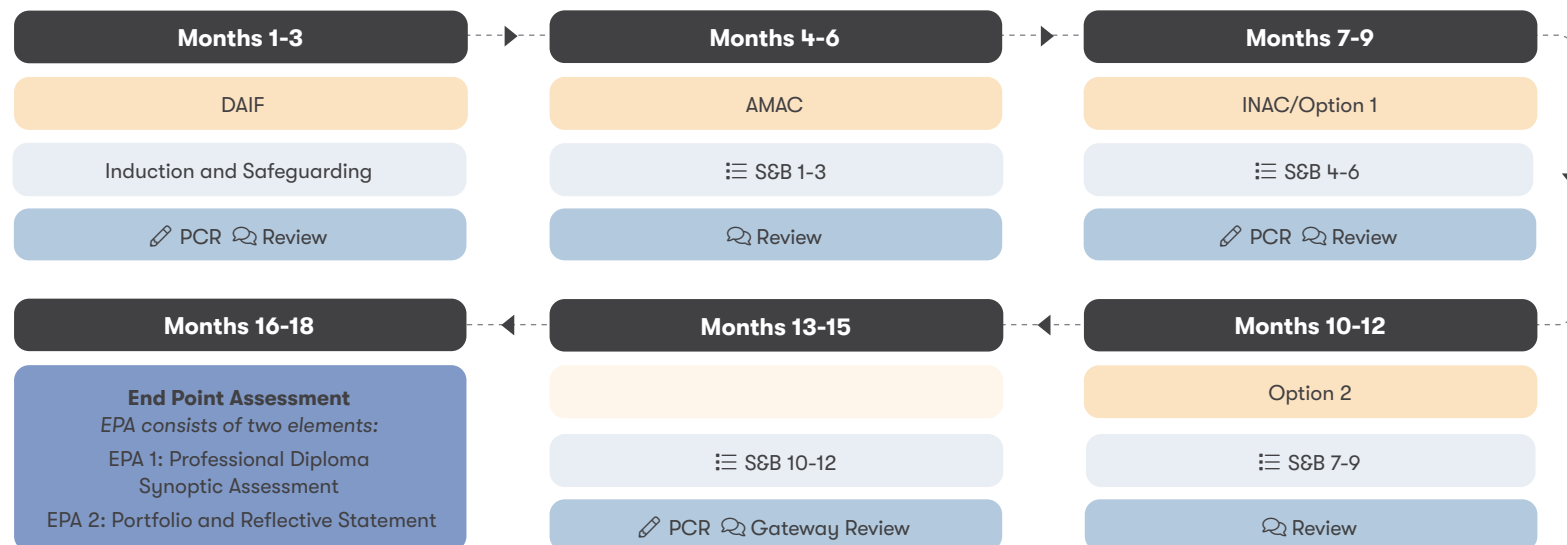 Months 1-3
DAIF
Induction and Safeguarding
PCR Review
Months 4-6
AMAC
S&B 1-3
Review
Months 7-9
INAC/Option 1
S&B 4-6
PCR Review
Months 10-12
Option 2
S&B 7-9
Review
Months 13-15
S&B 10-12
PCR Gateway Review
Months 16-18
End Point Assessment
EPA consists of two elements:
EPA 1: Professional Diploma
Synoptic Assessment
EPA 2: Portfolio and Reflective Statement